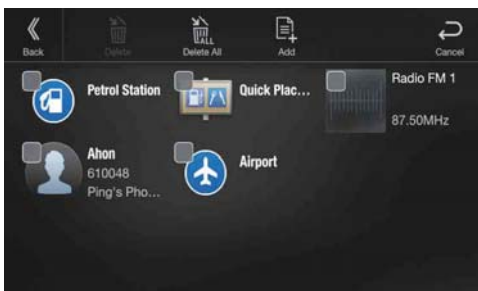 Back
Delete
ALL
Delete All
Add
Cancel
Petrol Station
Quick Plac...
Radio FM 1
87.50MHz
Ahon
610048
Ping's Pho...
Airport